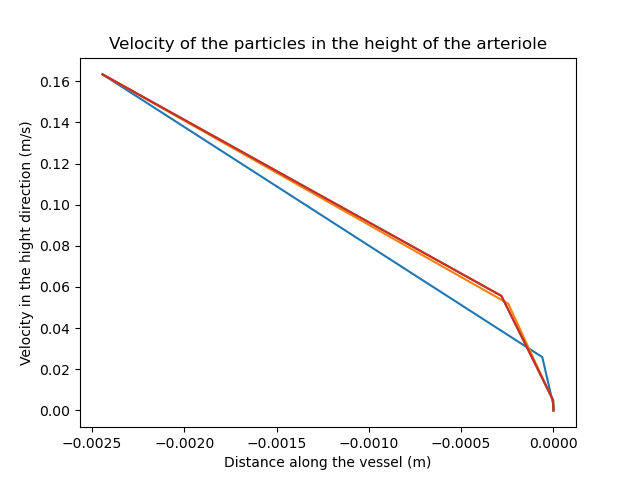 Velocity of the particles in the height of the arteriole
Velocity in the hight direction (m/s)
0.16
0.14
0.12
0.10
0.08
0.06
0.04
0.02
0.00
−0.0025 −0.0020 −0.0015 −0.0010 −0.0005 0.0000
Distance along the vessel (m)